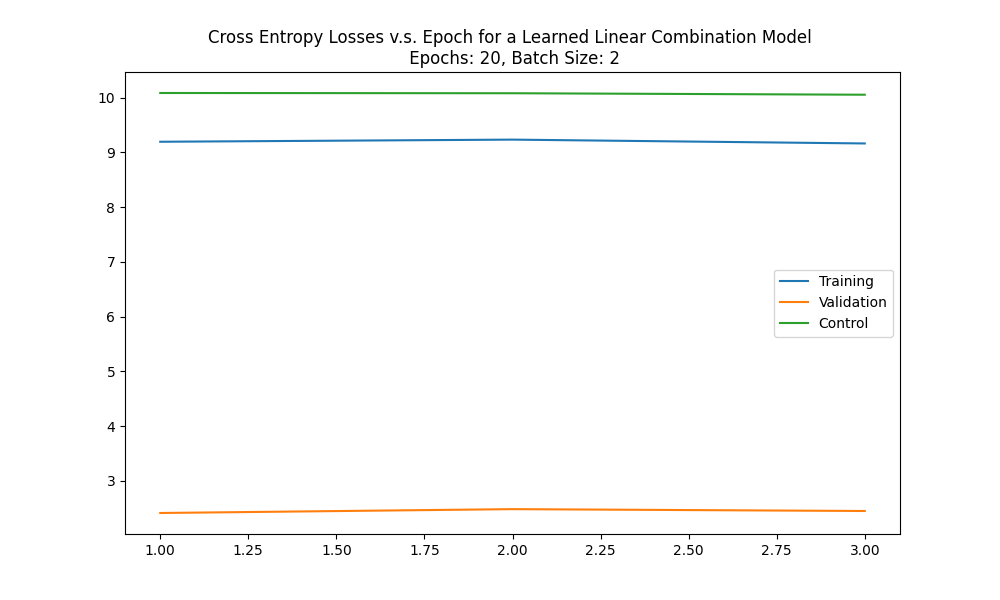 Cross Entropy Losses v.s. Epoch for a Learned Linear Combination Model
Epochs: 20, Batch Size: 2
10
9
8
7
6
5
4
3
Training
Validation
Control
1.00 1.25 1.50 1.75 2.00 2.25 2.50 2.75 3.00